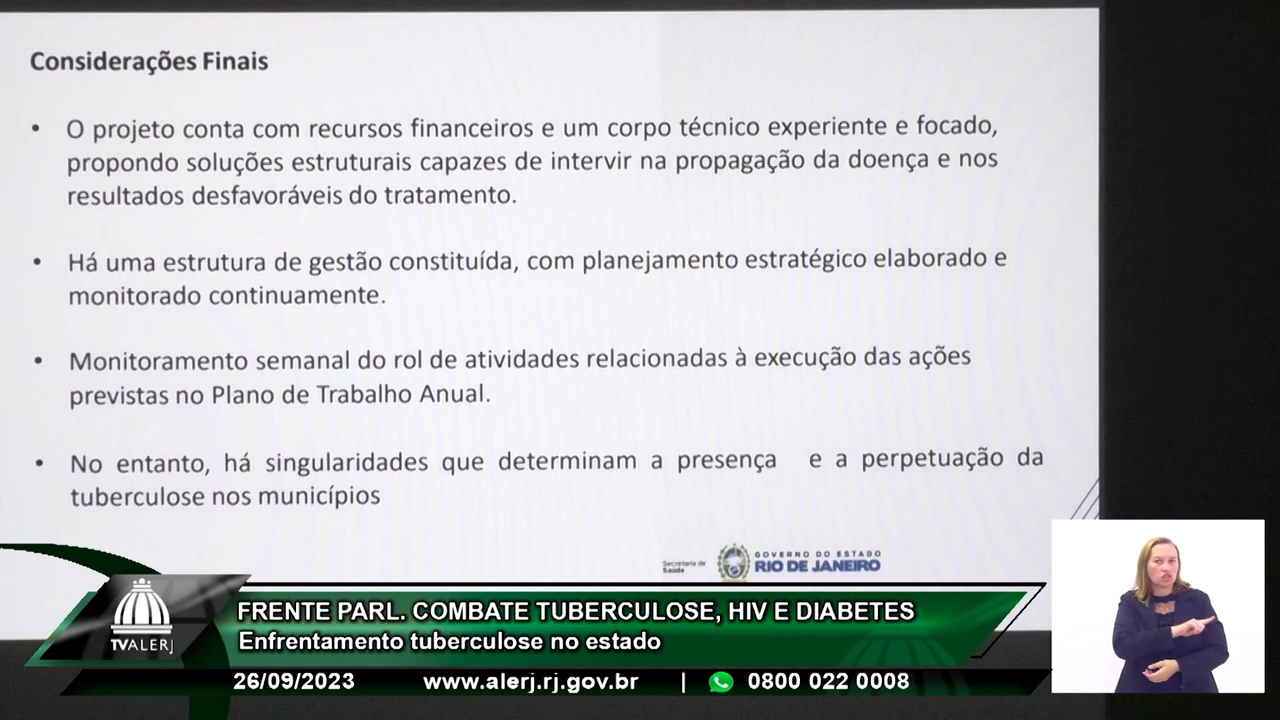 Considerações Finais
• O projeto conta com recursos financeiros e um corpo técnico experiente e focado,
propondo soluções estruturais capazes de intervir na propagação da doença e nos
resultados desfavoráveis do tratamento.
• Há uma estrutura de gestão constituída, com planejamento estratégico elaborado e
monitorado continuamente.
• Monitoramento semanal do rol de atividades relacionadas à execução das ações
previstas no Plano de Trabalho Anual.
• No entanto, há singularidades que determinam a presença e a perpetuação da
tuberculose nos municípios
Secretaria de
Saúde
GOVERNO DO ESTADO
RIO DE JANEIRO
TVALERJ
FRENTE PARL. COMBATE TUBERCULOSE, HIV E DIABETES
Enfrentamento tuberculose no estado
26/09/2023 www.alerj.rj.gov.br | 0800 022 0008